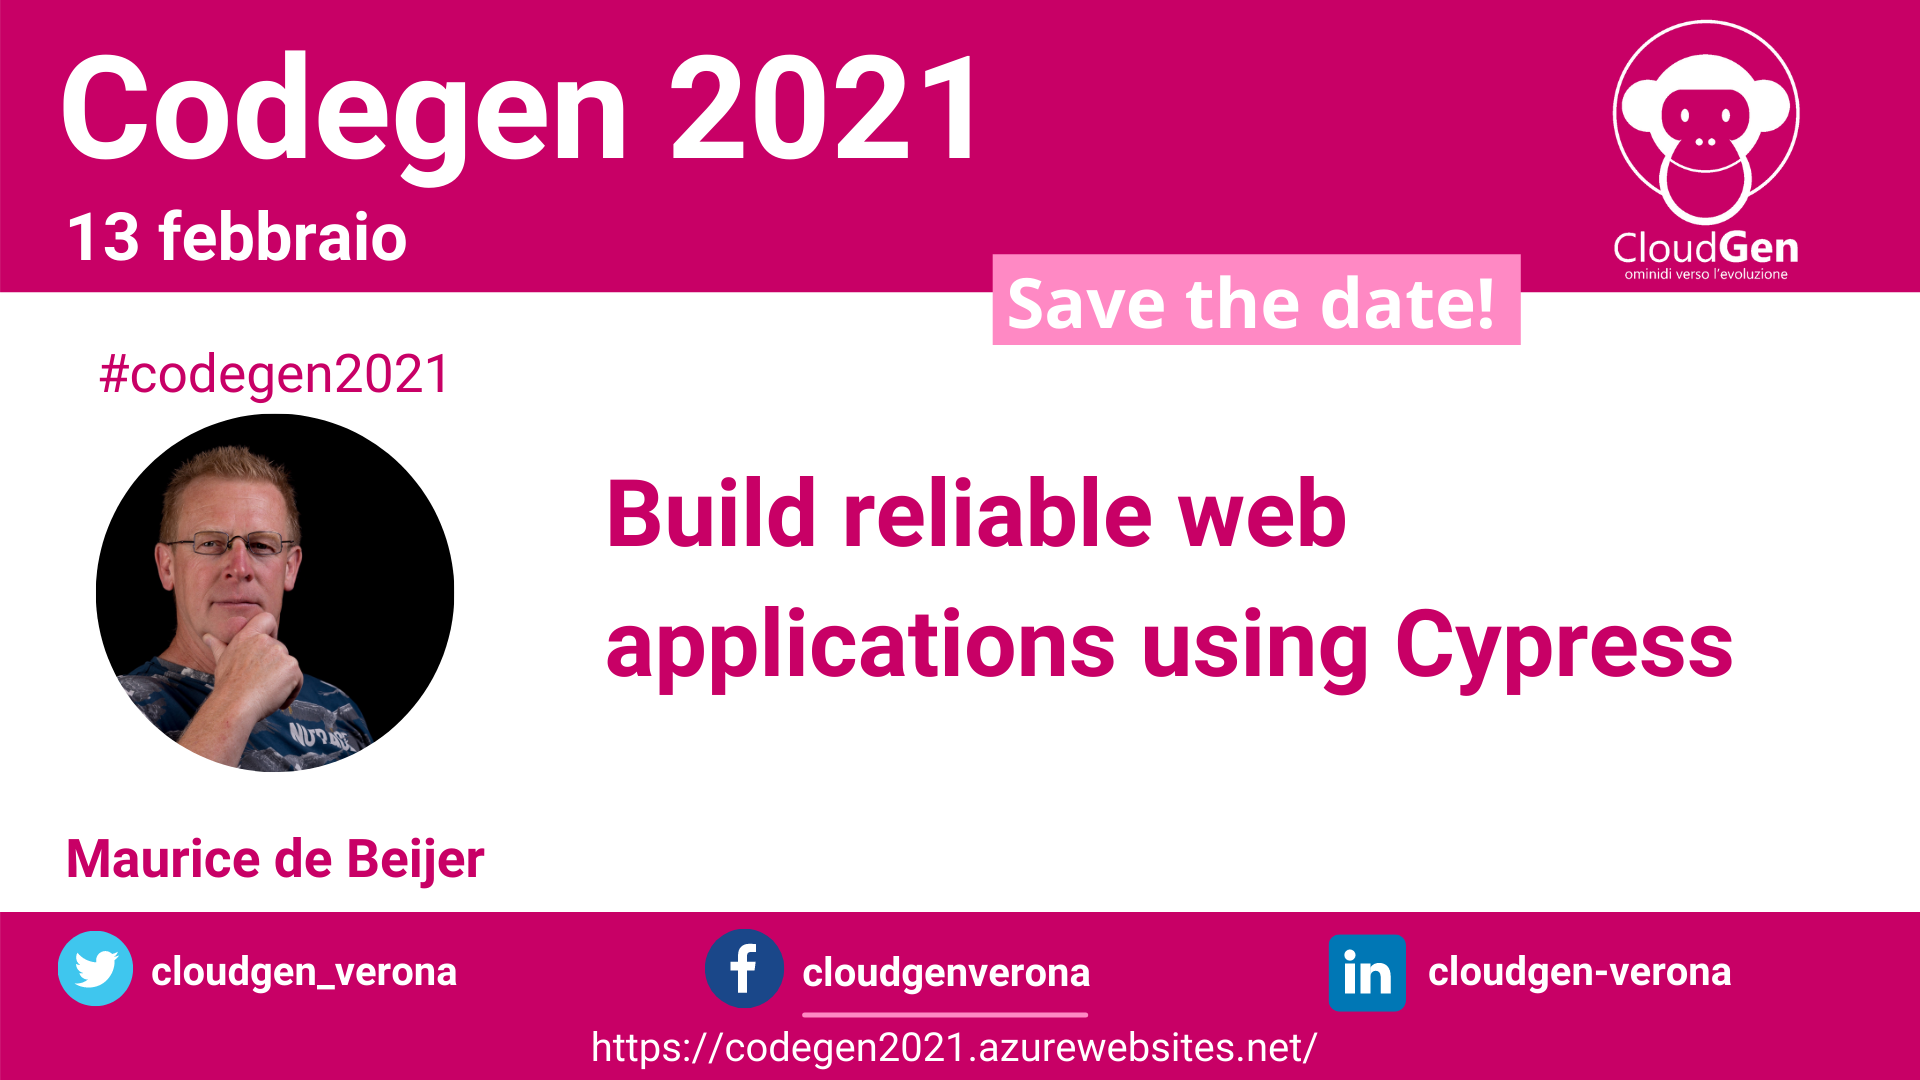 Codegen 2021
13 febbraio
CloudGen
ominidi verso l'evoluzione
Save the date!
#codegen2021
Build reliable web
applications using Cypress
Maurice de Beijer
cloudgen_verona
cloudgenverona
in cloudgen-verona
https://codegen2021.azurewebsites.net/